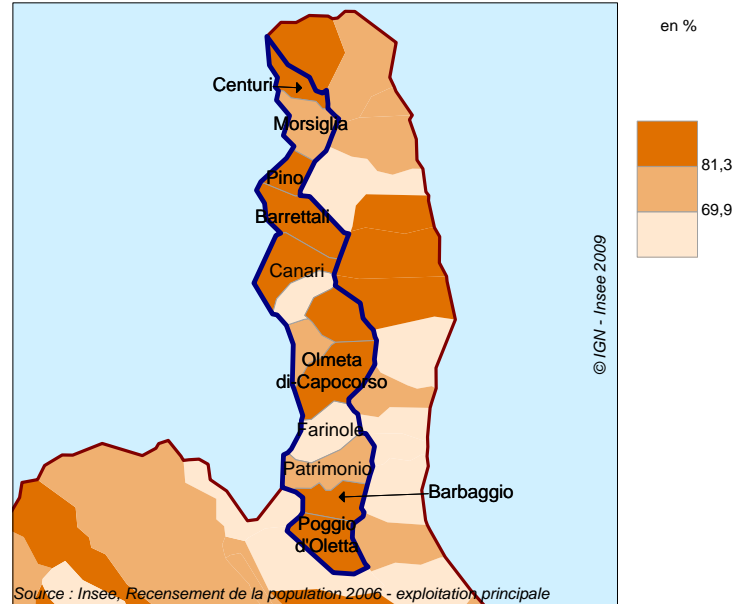 en %
Centuri
Morsiglia
81,3
Pino
69,9
Barrettali
Canari
© IGN - Insee 2009
Olmeta
di-Capocorso
Farinole
Patrimonio
Barbaggio
Poggio
d'Oletta
Source : Insee, Recensement de la population 2006 - exploitation principale